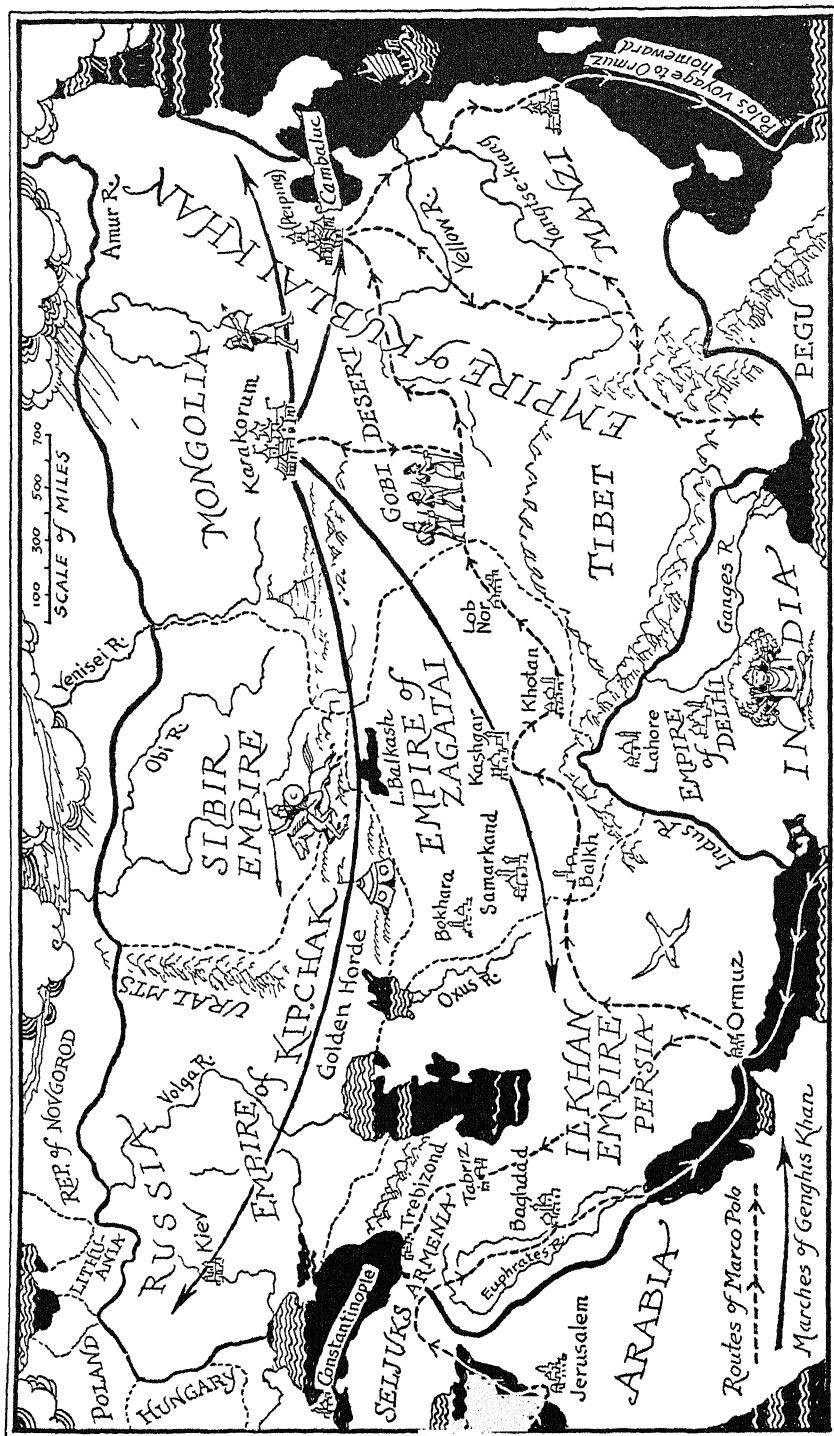 POLAND
LITHU-
ANIA
REP. of NOVGOROD
HUNGARY
RUSSIA
Kiev
Volga R.
URAL MTS
EMPIRE of KIPCHAK
Golden Horde
SIBIR
EMPIRE
Obi R.
Yenisei R.
100 300 500 700
SCALE of MILES
MONGOLIA
Karakorum
Amur R.
EMPIRE of KUBLAI KHAN
(Peiping)
Cambaluc
GOBI DESERT
Yellow R.
Yangtse-kiang
MANZI
Constantinople
SELJUKS
ARMENIA
Trebizond
Tabriz
Baghdad
Euphrates R.
Jerusalem
ARABIA
ILKHAN
EMPIRE
PERSIA
Ormuz
Oxus R.
Bokhara
Samarkand
Balkh
L. Balkash
EMPIRE of
ZAGATAI
Kashgar
Khotan
Lob
Nor
TIBET
Indus R.
Lahore
EMPIRE
of DELHI
INDIA
Ganges R.
PEGU
Polos voyage to Ormuz
homeward
Routes of Marco Polo
Marches of Genghis Khan